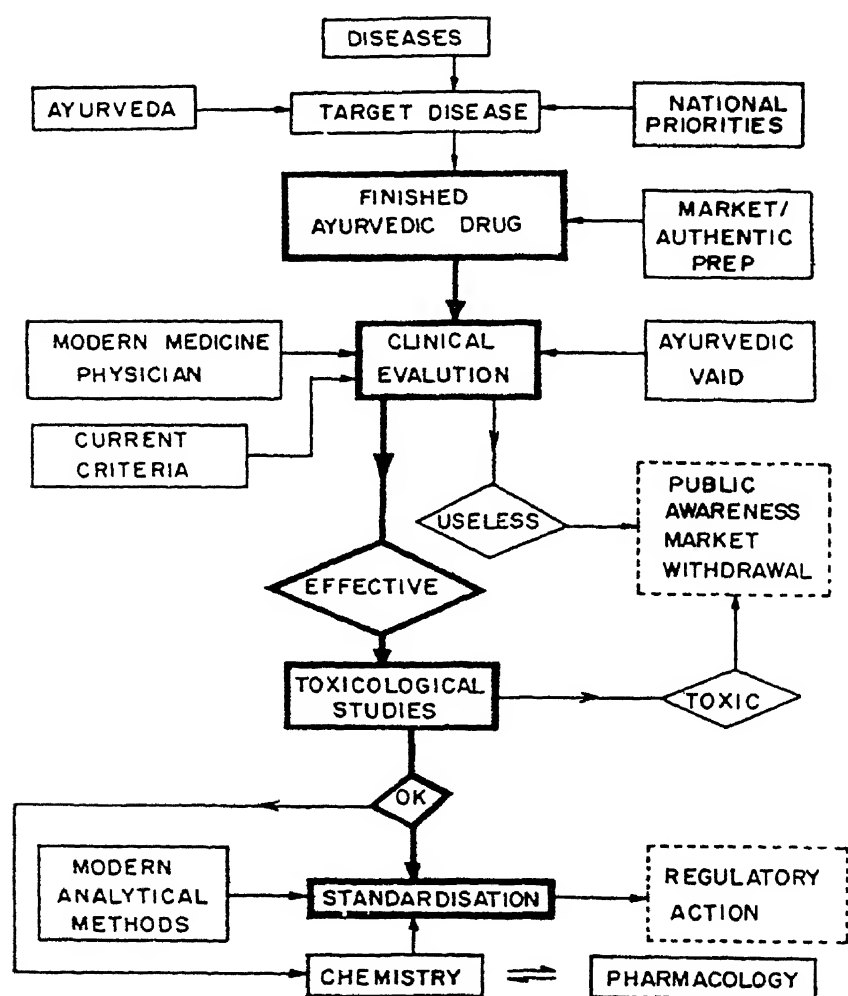 DISEASES
AYURVEDA
TARGET DISEASE
NATIONAL
PRIORITIES
FINISHED
AYURVEDIC DRUG
MARKET/
AUTHENTIC
PREP
MODERN MEDICINE
PHYSICIAN
CLINICAL
EVALUTION
AYURVEDIC
VAID
CURRENT
CRITERIA
USELESS
PUBLIC
AWARENESS
MARKET
WITHDRAWAL
EFFECTIVE
TOXICOLOGICAL
STUDIES
TOXIC
OK
MODERN
ANALYTICAL
METHODS
STANDARDISATION
REGULATORY
ACTION
CHEMISTRY
PHARMACOLOGY